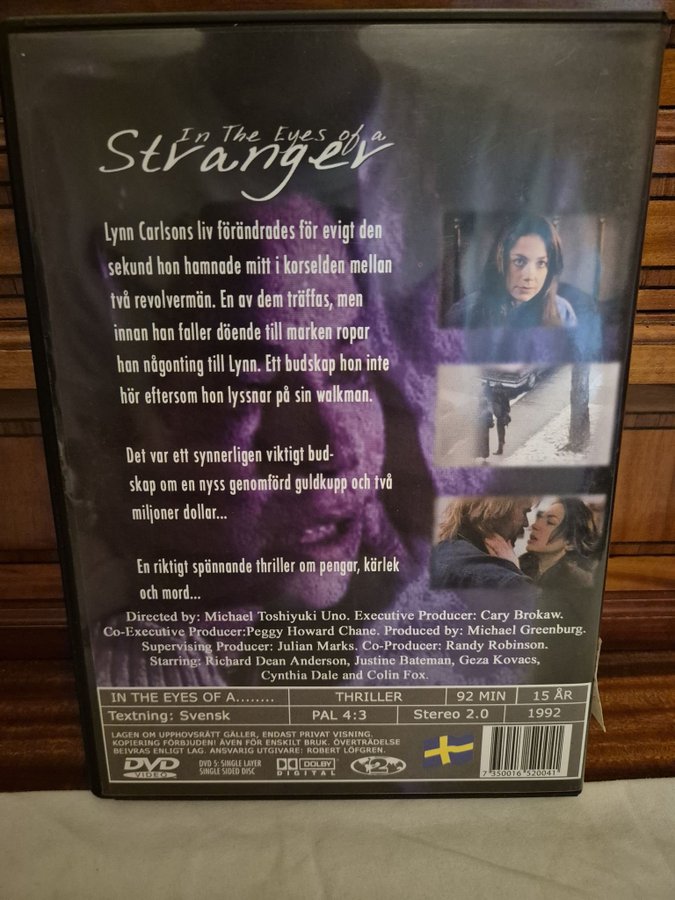 In The Eyes of a
Stranger
Lynn Carlsons liv förändrades för evigt den
sekund hon hamnade mitt i korselden mellan
två revolvermän. En av dem träffas, men
innan han faller döende till marken ropar
han någonting till Lynn. Ett budskap hon inte
hör eftersom hon lyssnar på sin walkman.
Det var ett synnerligen viktigt bud-
skap om en nyss genomförd guldkupp och två
miljoner dollar...
En riktigt spännande thriller om pengar, kärlek
och mord...
Directed by: Michael Toshiyuki Uno. Executive Producer: Cary Brokaw.
Co-Executive Producer:Peggy Howard Chane. Produced by: Michael Greenburg.
Supervising Producer: Julian Marks. Co-Producer: Randy Robinson.
Starring: Richard Dean Anderson, Justine Bateman, Geza Kovacs,
Cynthia Dale and Colin Fox.
IN THE EYES OF A........ THRILLER 92 MIN 15 ÅR
Textning: Svensk PAL 4:3 Stereo 2.0 1992
LAGEN OM UPPHOVSRÄTT GÄLLER, ENDAST PRIVAT VISNING.
KOPIERING FÖRBJUDEN! ÄVEN FÖR ENSKILT BRUK. ÖVERTRÄDELSE
BEIVRAS ENLIGT LAG. ANSVARIG UTGIVARE: ROBERT LÖFGREN.
DVD VIDEO
DVD 5: SINGLE LAYER
SINGLE SIDED DISC
DOLBY
DIGITAL
2
7 350016 520041